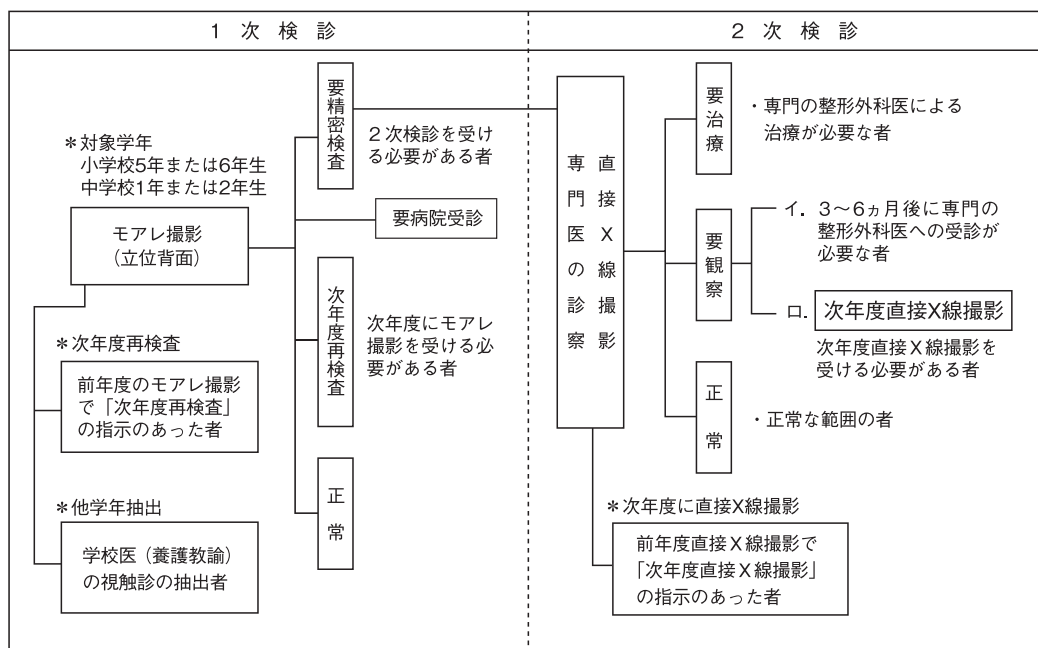 1 次 検 診
2 次 検 診
＊対象学年
小学校5年または6年生
中学校1年または2年生
モアレ撮影
（立位背面）
＊次年度再検査
前年度のモアレ撮影
で「次年度再検査」
の指示のあった者
＊他学年抽出
学校医（養護教諭）
の視触診の抽出者
要精密検査
2次検診を受け
る必要がある者
要病院受診
次年度再検査
次年度にモアレ
撮影を受ける必
要がある者
正常
直接X線撮影
専門医の診察
＊次年度に直接X線撮影
前年度直接X線撮影で
「次年度直接X線撮影」
の指示のあった者
要治療
・専門の整形外科医による
治療が必要な者
要観察
イ．3～6ヵ月後に専門の
整形外科医への受診が
必要な者
ロ．次年度直接X線撮影
次年度直接X線撮影を
受ける必要がある者
正常
・正常な範囲の者